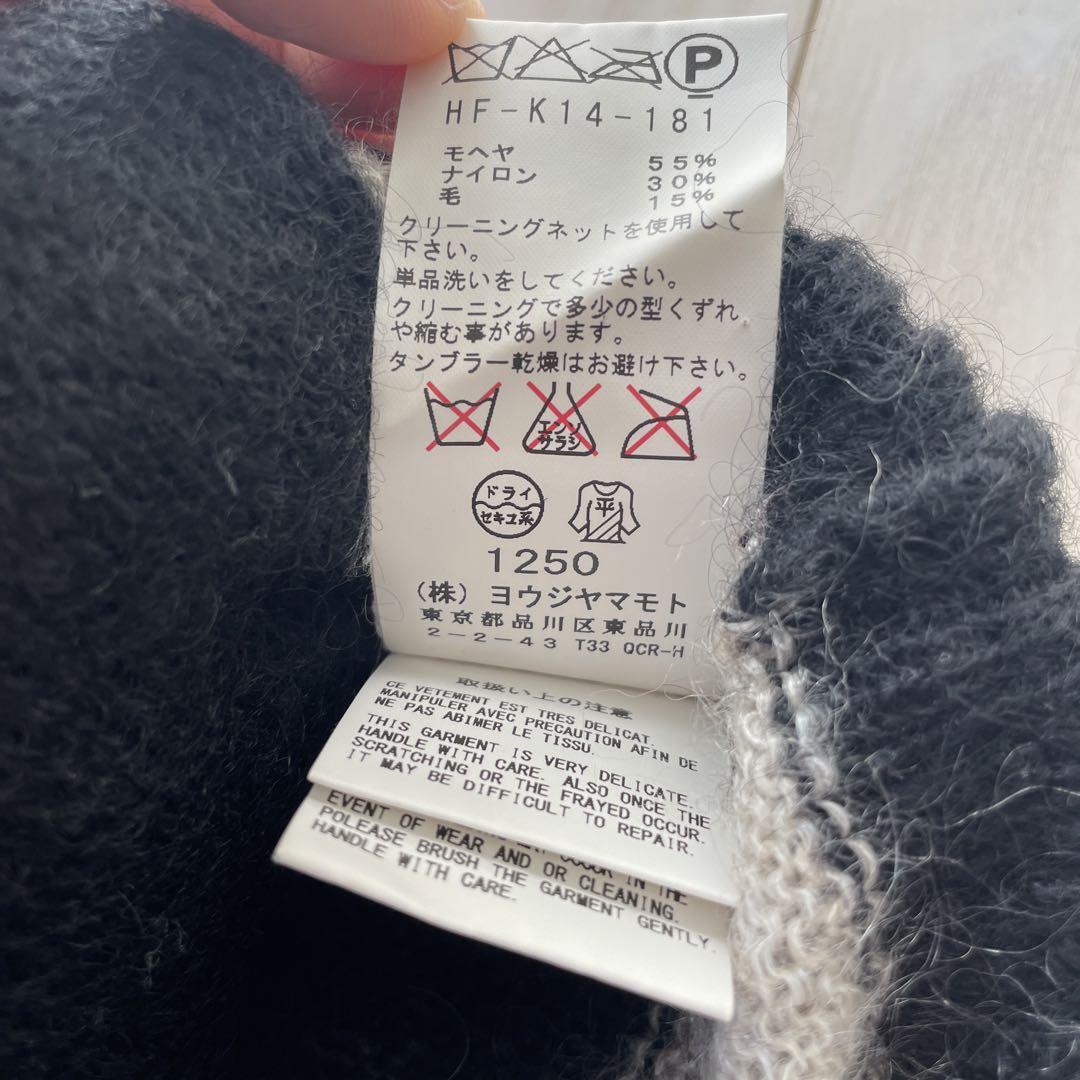 P
HF-K14-181
モヘヤ 55%
ナイロン 30%
毛 15%
クリーニングネットを使用して
下さい。
単品洗いをしてください。
クリーニングで多少の型くずれ
や縮む事があります。
タンブラー乾燥はお避け下さい。
エンソ
サラシ
ドライ
セキユ系
平
1250
(株) ヨウジヤマモト
東京都品川区東品川
2-2-43 T33 QCR-H
取扱い上の注意
CE VETEMENT EST TRES DELICAT.
MANIPULER AVEC PRECAUTION AFIN DE
NE PAS ABIMER LE TISSU.
THIS GARMENT IS VERY DELICATE.
HANDLE WITH CARE. ALSO ONCE THE
SCRATCHING OR THE FRAYED OCCUR.
IT MAY BE DIFFICULT TO REPAIR.
IN THE
EVENT OF WEAR AND OR CLEANING.
POLEASE BRUSH THE GARMENT GENTLY.
HANDLE WITH CARE.